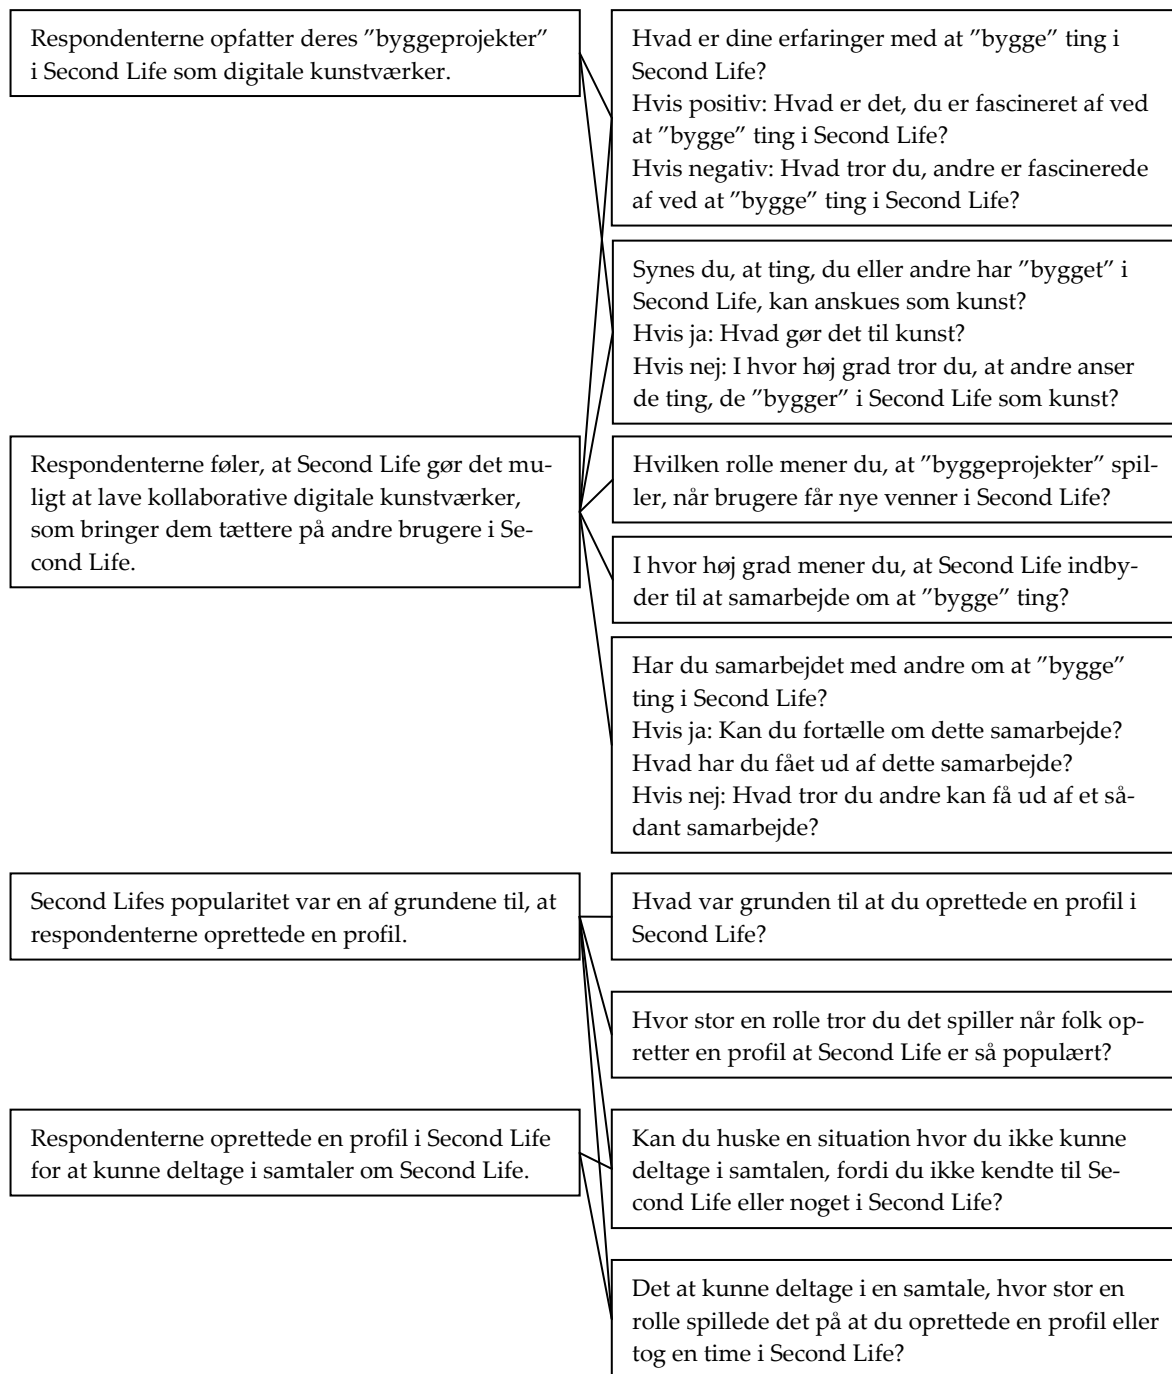 Respondenterne opfatter deres ”byggeprojekter”
i Second Life som digitale kunstværker.
Hvad er dine erfaringer med at ”bygge” ting i
Second Life?
Hvis positiv: Hvad er det, du er fascineret af ved
at ”bygge” ting i Second Life?
Hvis negativ: Hvad tror du, andre er fascinerede
af ved at ”bygge” ting i Second Life?
Synes du, at ting, du eller andre har ”bygget” i
Second Life, kan anskues som kunst?
Hvis ja: Hvad gør det til kunst?
Hvis nej: I hvor høj grad tror du, at andre anser
de ting, de ”bygger” i Second Life som kunst?
Respondenterne føler, at Second Life gør det mu-
ligt at lave kollaborative digitale kunstværker,
som bringer dem tættere på andre brugere i Se-
cond Life.
Hvilken rolle mener du, at ”byggeprojekter” spil-
ler, når brugere får nye venner i Second Life?
I hvor høj grad mener du, at Second Life indby-
der til at samarbejde om at ”bygge” ting?
Har du samarbejdet med andre om at ”bygge”
ting i Second Life?
Hvis ja: Kan du fortælle om dette samarbejde?
Hvad har du fået ud af dette samarbejde?
Hvis nej: Hvad tror du andre kan få ud af et så-
dant samarbejde?
Second Lifes popularitet var en af grundene til, at
respondenterne oprettede en profil.
Hvad var grunden til at du oprettede en profil i
Second Life?
Hvor stor en rolle tror du det spiller når folk op-
retter en profil at Second Life er så populært?
Respondenterne oprettede en profil i Second Life
for at kunne deltage i samtaler om Second Life.
Kan du huske en situation hvor du ikke kunne
deltage i samtalen, fordi du ikke kendte til Se-
cond Life eller noget i Second Life?
Det at kunne deltage i en samtale, hvor stor en
rolle spillede det på at du oprettede en profil eller
tog en time i Second Life?